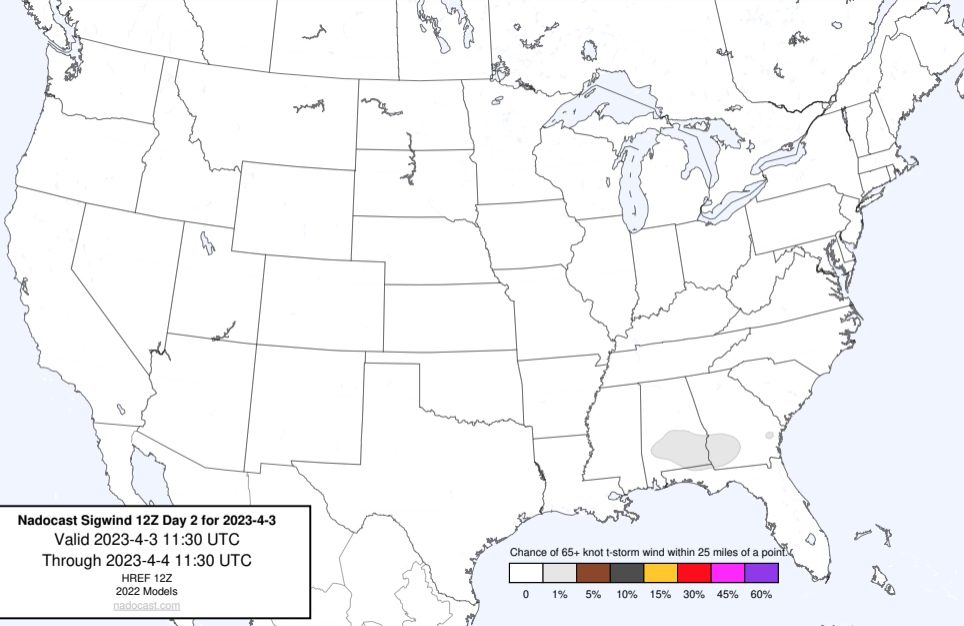 Nadocast Sigwind 12Z Day 2 for 2023-4-3
Valid 2023-4-3 11:30 UTC
Through 2023-4-4 11:30 UTC
HREF 12Z
2022 Models
nadocast.com
Chance of 65+ knot t-storm wind within 25 miles of a point.
0 1% 5% 10% 15% 30% 45% 60%